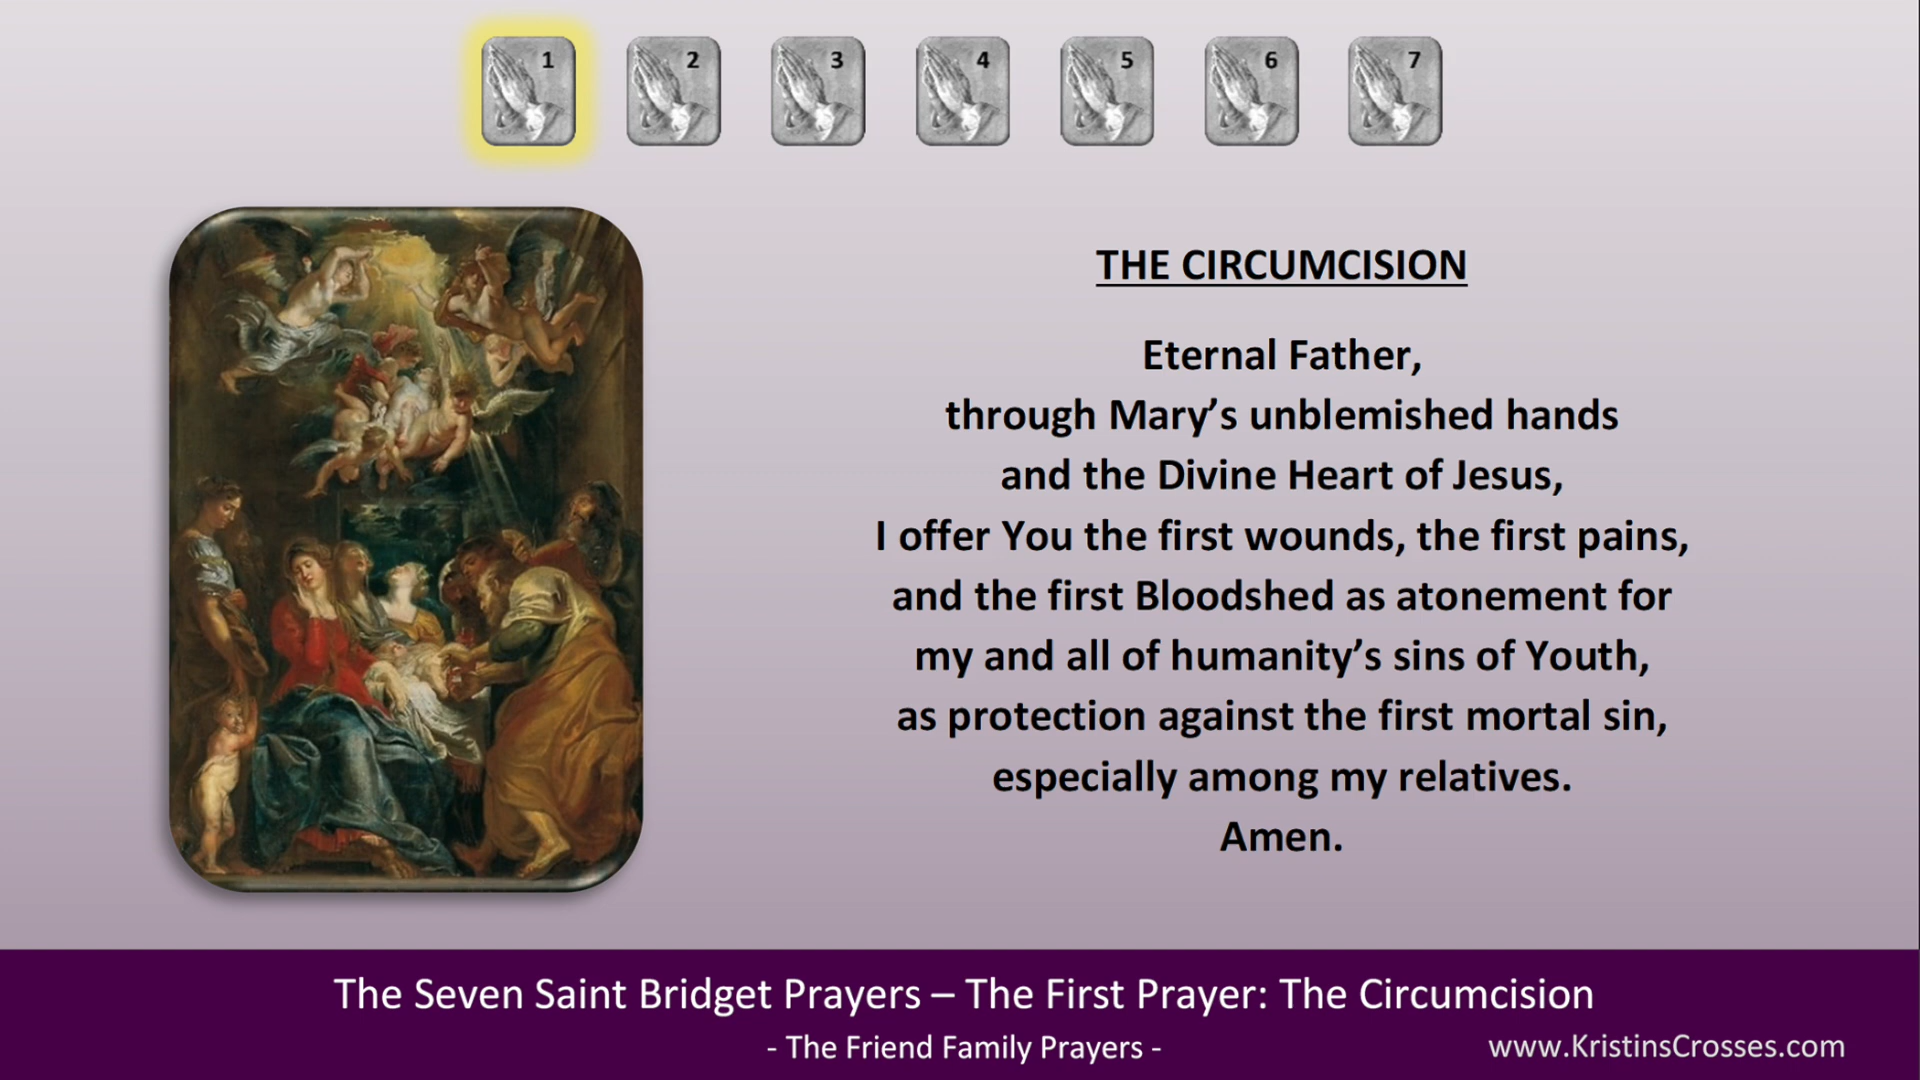 1 2 3 4 5 6 7
THE CIRCUMCISION
Eternal Father,
through Mary’s unblemished hands
and the Divine Heart of Jesus,
I offer You the first wounds, the first pains,
and the first Bloodshed as atonement for
my and all of humanity’s sins of Youth,
as protection against the first mortal sin,
especially among my relatives.
Amen.
The Seven Saint Bridget Prayers – The First Prayer: The Circumcision
- The Friend Family Prayers -
www.KristinsCrosses.com